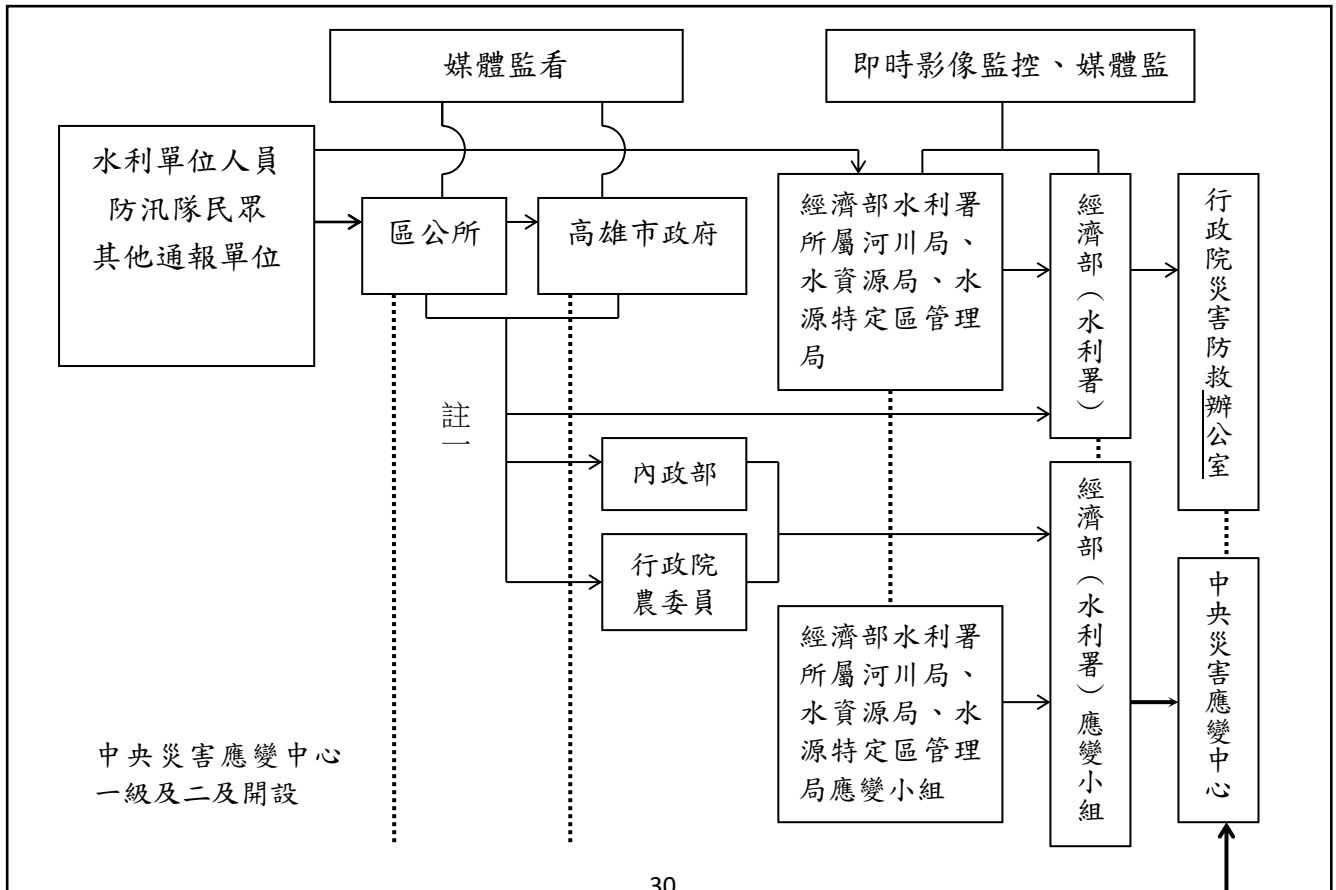 媒體監看
即時影像監控、媒體監
水利單位人員
防汛隊民眾
其他通報單位
區公所
高雄市政府
經濟部水利署
所屬河川局、
水資源局、水
源特定區管理
局
經濟部（水利署）
行政院災害防救辦公室
註一
內政部
行政院
農委員
經濟部水利署
所屬河川局、
水資源局、水
源特定區管理
局應變小組
經濟部（水利署）應變小組
中央災害應變中心
中央災害應變中心
一級及二及開設
30